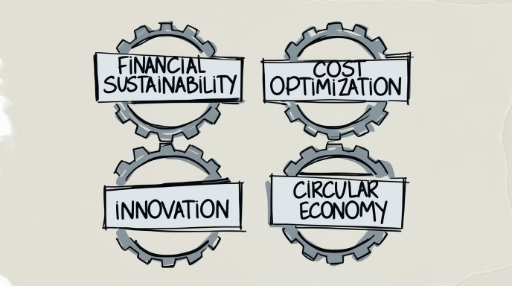 FINANCIAL
SUSTAINABILITY
COST
OPTIMIZATION
INNOVATION
CIRCULAR
ECONOMY